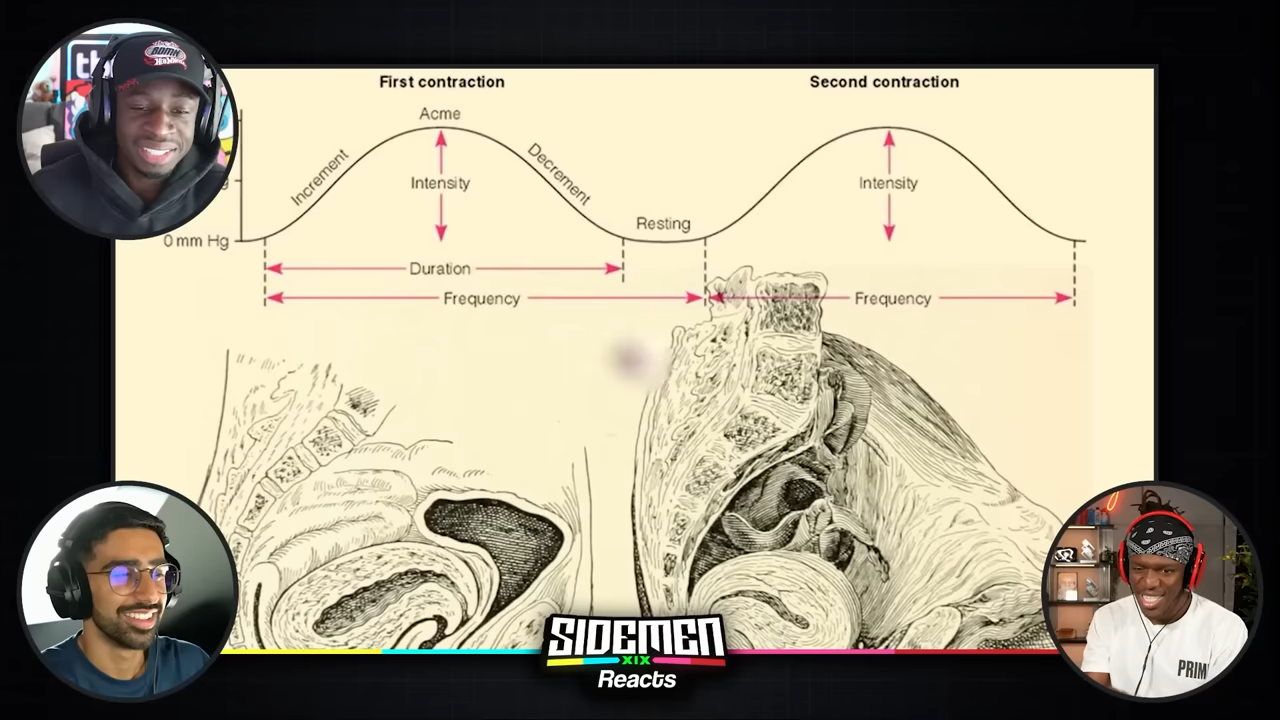 First contraction
Second contraction
Acme
Increment
Decrement
Intensity
Intensity
Resting
0 mm Hg
Duration
Frequency
Frequency
SIDEMEN
XIX
Reacts
PRIM